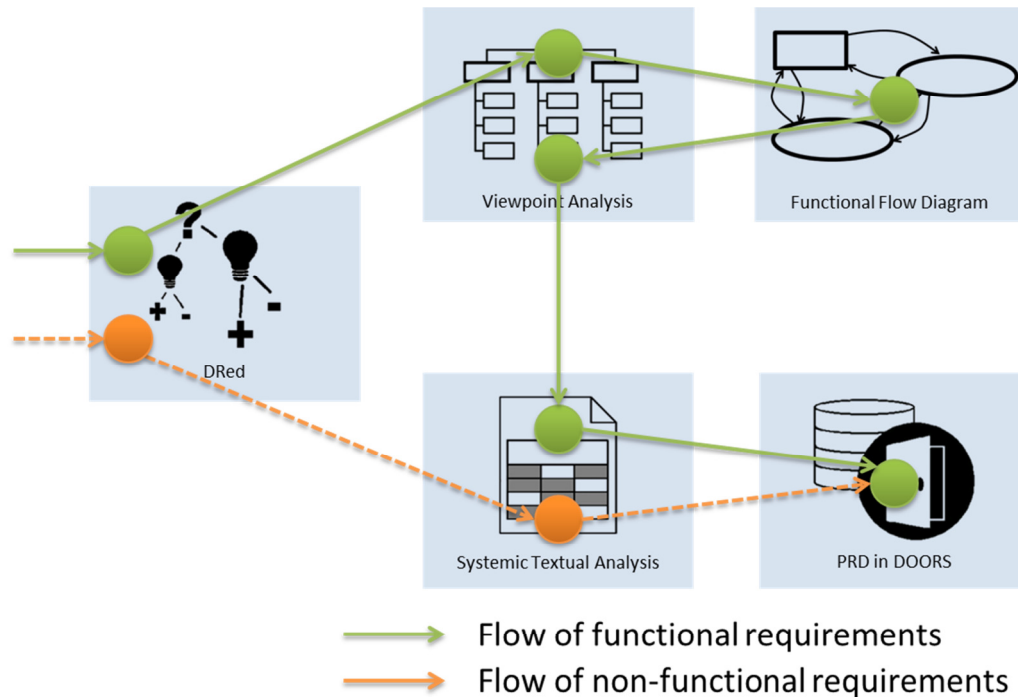 Viewpoint Analysis
Functional Flow Diagram
?
+
-
-
+
DRed
Systemic Textual Analysis
PRD in DOORS
Flow of functional requirements
Flow of non-functional requirements